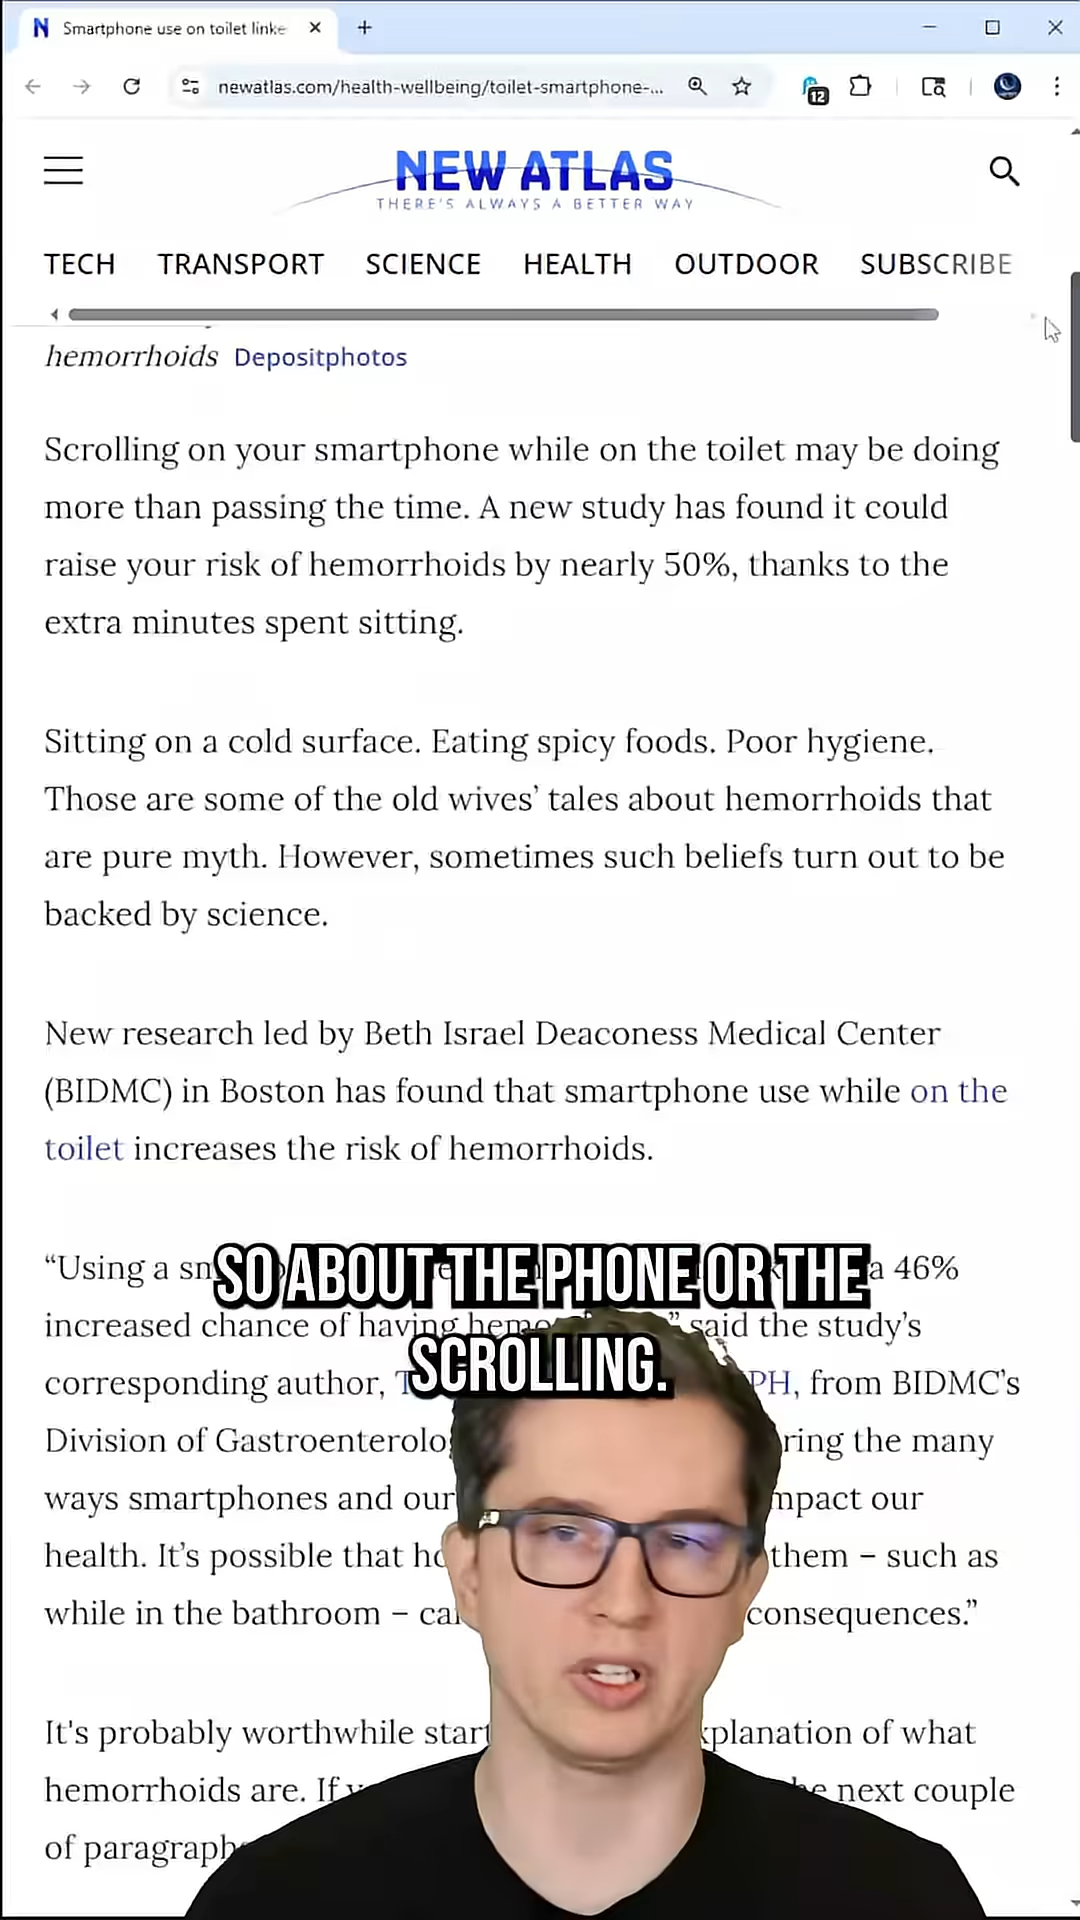 N Smartphone use on toilet linke
newatlas.com/health-wellbeing/toilet-smartphone-...
12
NEW ATLAS
THERE'S ALWAYS A BETTER WAY
TECH TRANSPORT SCIENCE HEALTH OUTDOOR SUBSCRIBE
hemorrhoids Depositphotos
Scrolling on your smartphone while on the toilet may be doing
more than passing the time. A new study has found it could
raise your risk of hemorrhoids by nearly 50%, thanks to the
extra minutes spent sitting.
Sitting on a cold surface. Eating spicy foods. Poor hygiene.
Those are some of the old wives’ tales about hemorrhoids that
are pure myth. However, sometimes such beliefs turn out to be
backed by science.
New research led by Beth Israel Deaconess Medical Center
(BIDMC) in Boston has found that smartphone use while on the
toilet increases the risk of hemorrhoids.
“Using a a 46%
SO ABOUT THE PHONE OR THE
increased chance of having said the study’s
SCROLLING.
corresponding author, PH, from BIDMC’s
Division of ring the many
ways smartphones and our mpact our
health. It’s possible that them – such as
while in the bathroom – consequences.”
It's probably worthwhile xplanation of what
hemorrhoids are. If next couple
of